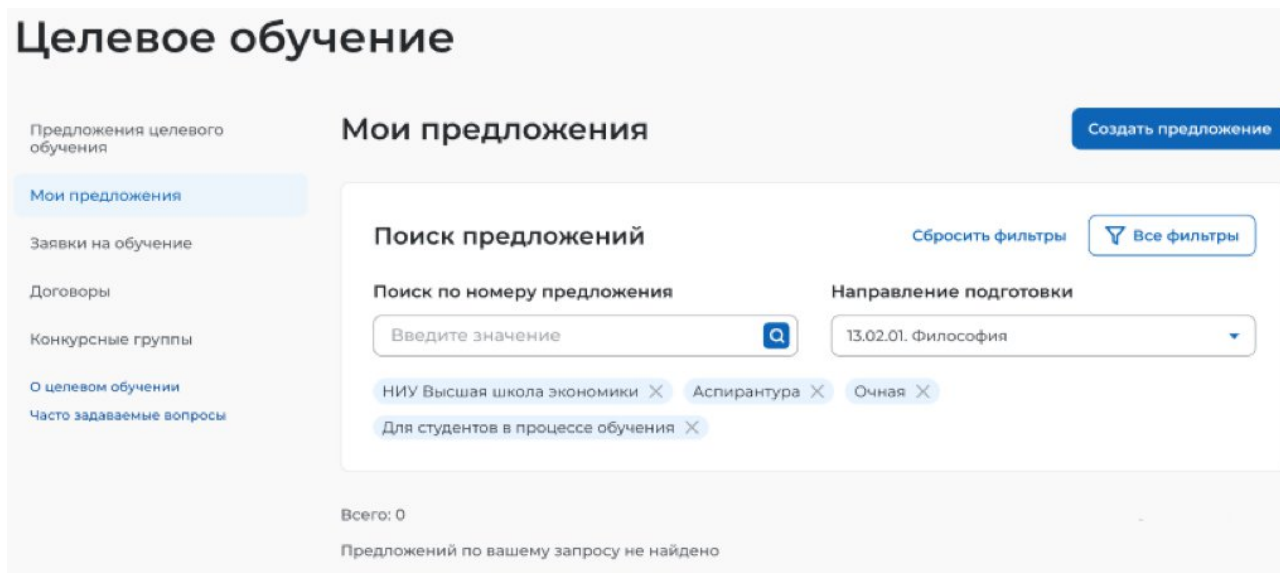 Целевое обучение
Предложения целевого
обучения
Мои предложения
Заявки на обучение
Договоры
Конкурсные группы
О целевом обучении
Часто задаваемые вопросы
Мои предложения
Создать предложение
Поиск предложений
Сбросить фильтры
Все фильтры
Поиск по номеру предложения
Введите значение
Направление подготовки
13.02.01. Философия
НИУ Высшая школа экономики
Аспирантура
Очная
Для студентов в процессе обучения
Всего: 0
Предложений по вашему запросу не найдено